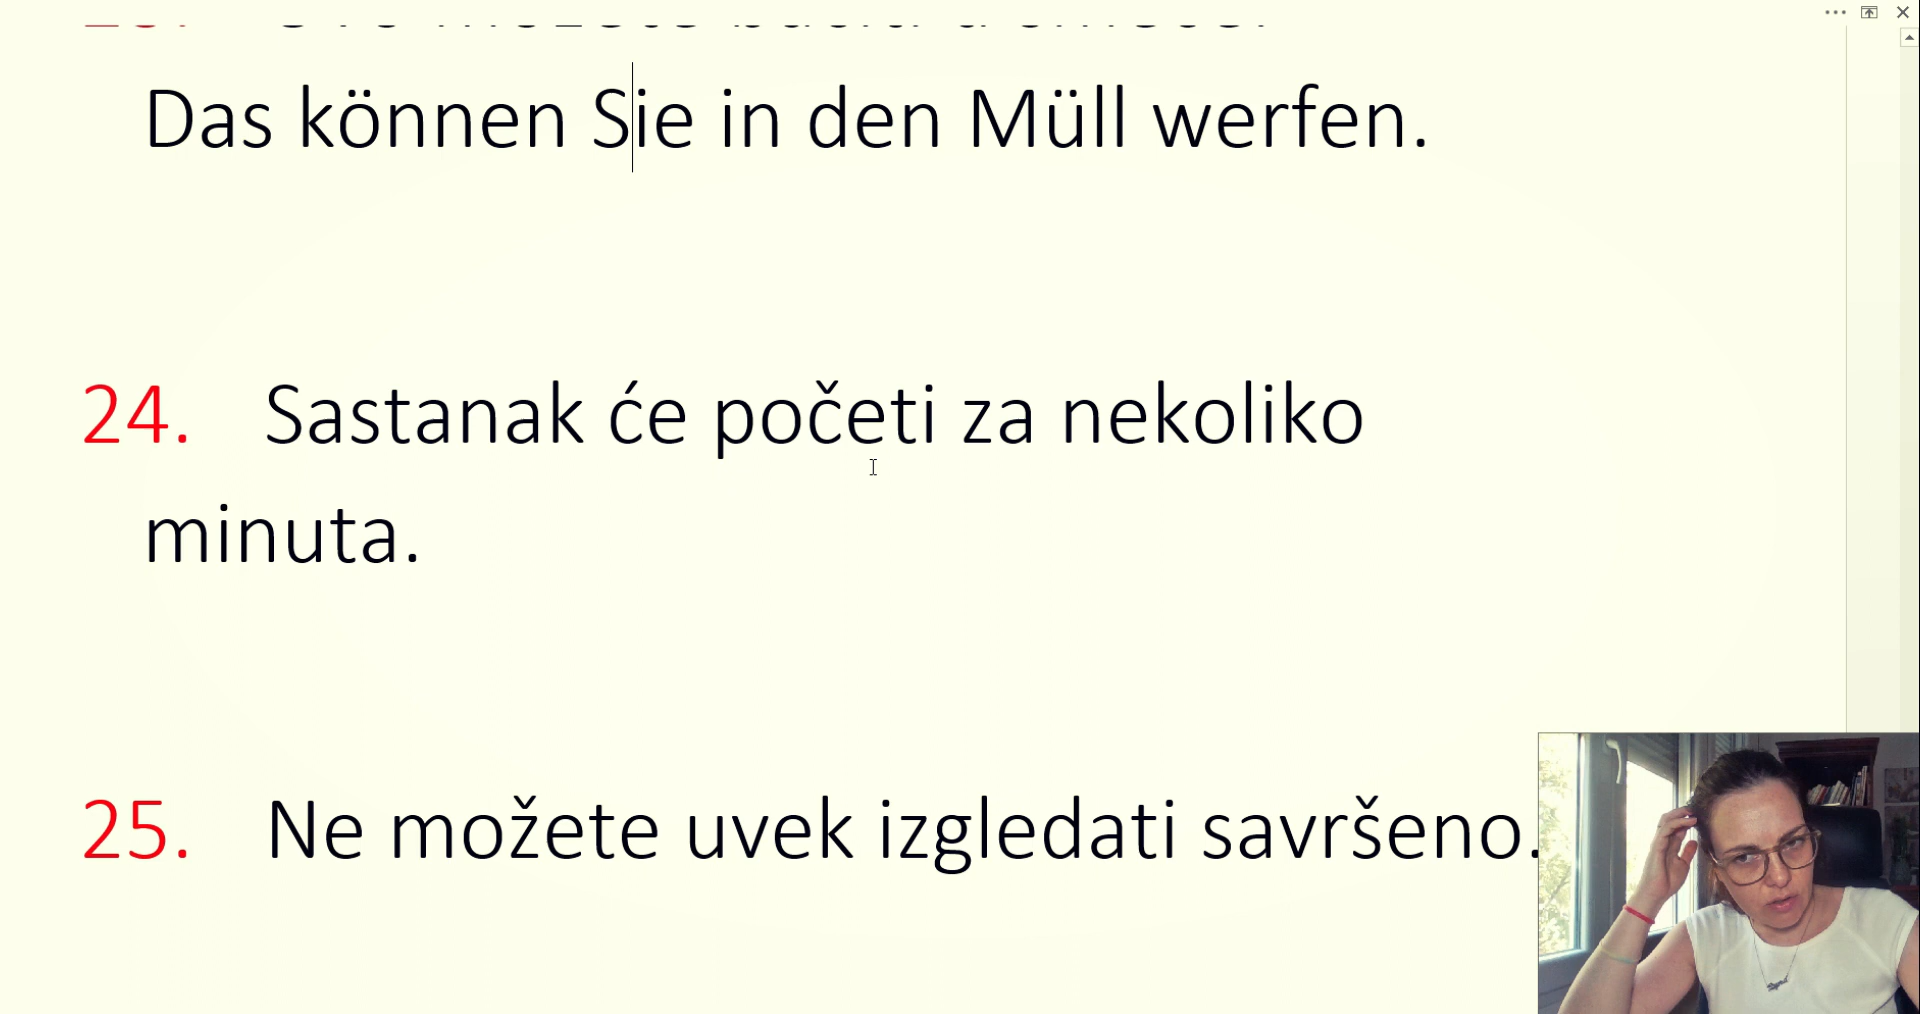 Das können Sie in den Müll werfen.
24. Sastanak će početi za nekoliko
minuta.
25. Ne možete uvek izgledati savršeno.